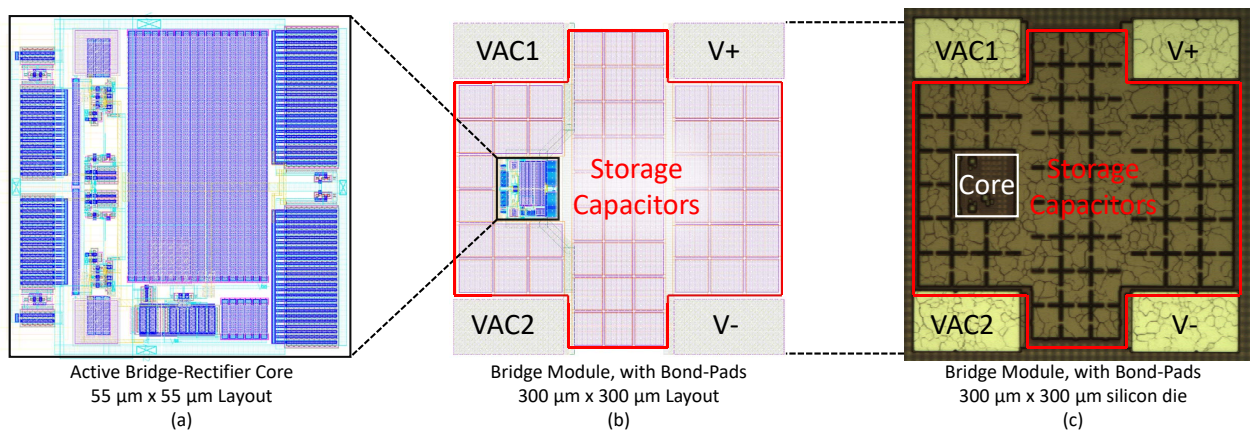 VAC1
V+
Storage
Capacitors
VAC2
V-
VAC1
V+
Core
Storage
Capacitors
VAC2
V-
Active Bridge-Rectifier Core
55 µm x 55 µm Layout
(a)
Bridge Module, with Bond-Pads
300 µm x 300 µm Layout
(b)
Bridge Module, with Bond-Pads
300 µm x 300 µm silicon die
(c)